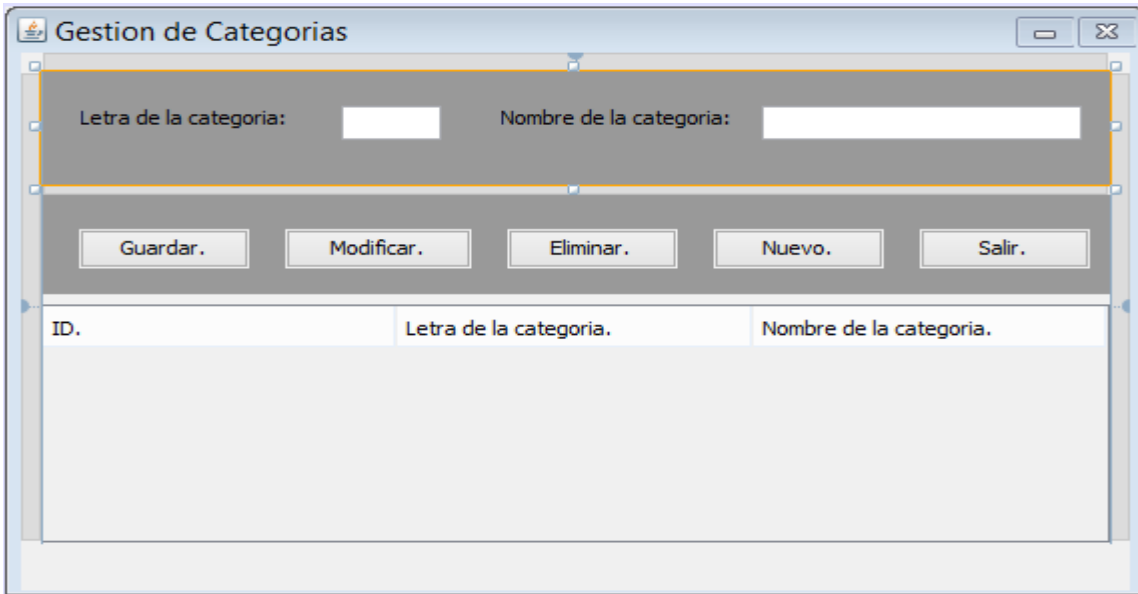 Gestion de Categorias
Letra de la categoria: Nombre de la categoria:
Guardar. Modificar. Eliminar. Nuevo. Salir.
ID. Letra de la categoria. Nombre de la categoria.